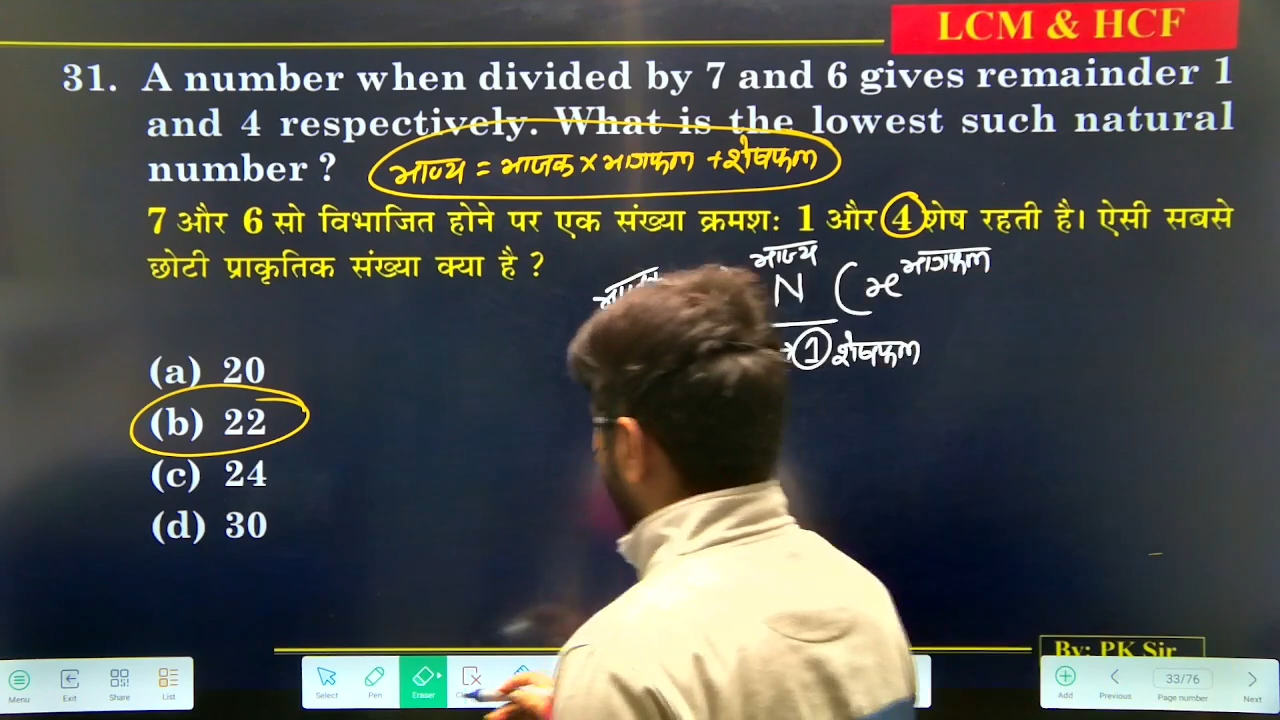 LCM & HCF
31. A number when divided by 7 and 6 gives remainder 1
and 4 respectively. What is the lowest such natural
number ?
भाज्य = भाजक × भागफल + शेषफल
7 और 6 सो विभाजित होने पर एक संख्या क्रमशः 1 और 4 शेष रहती है। ऐसी सबसे
छोटी प्राकृतिक संख्या क्या है ?
भाज्य
N
भागफल
1 शेषफल
(a) 20
(b) 22
(c) 24
(d) 30
By: PK Sir
Menu Exit Share List Select Pen Eraser Add Previous Page number Next
33/76